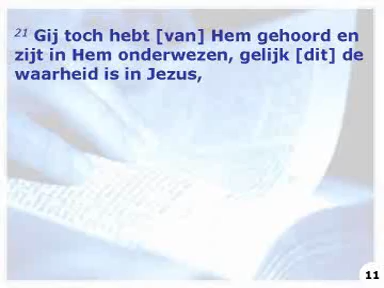 21 Gij toch hebt [van] Hem gehoord en
zijt in Hem onderwezen, gelijk [dit] de
waarheid is in Jezus,
11